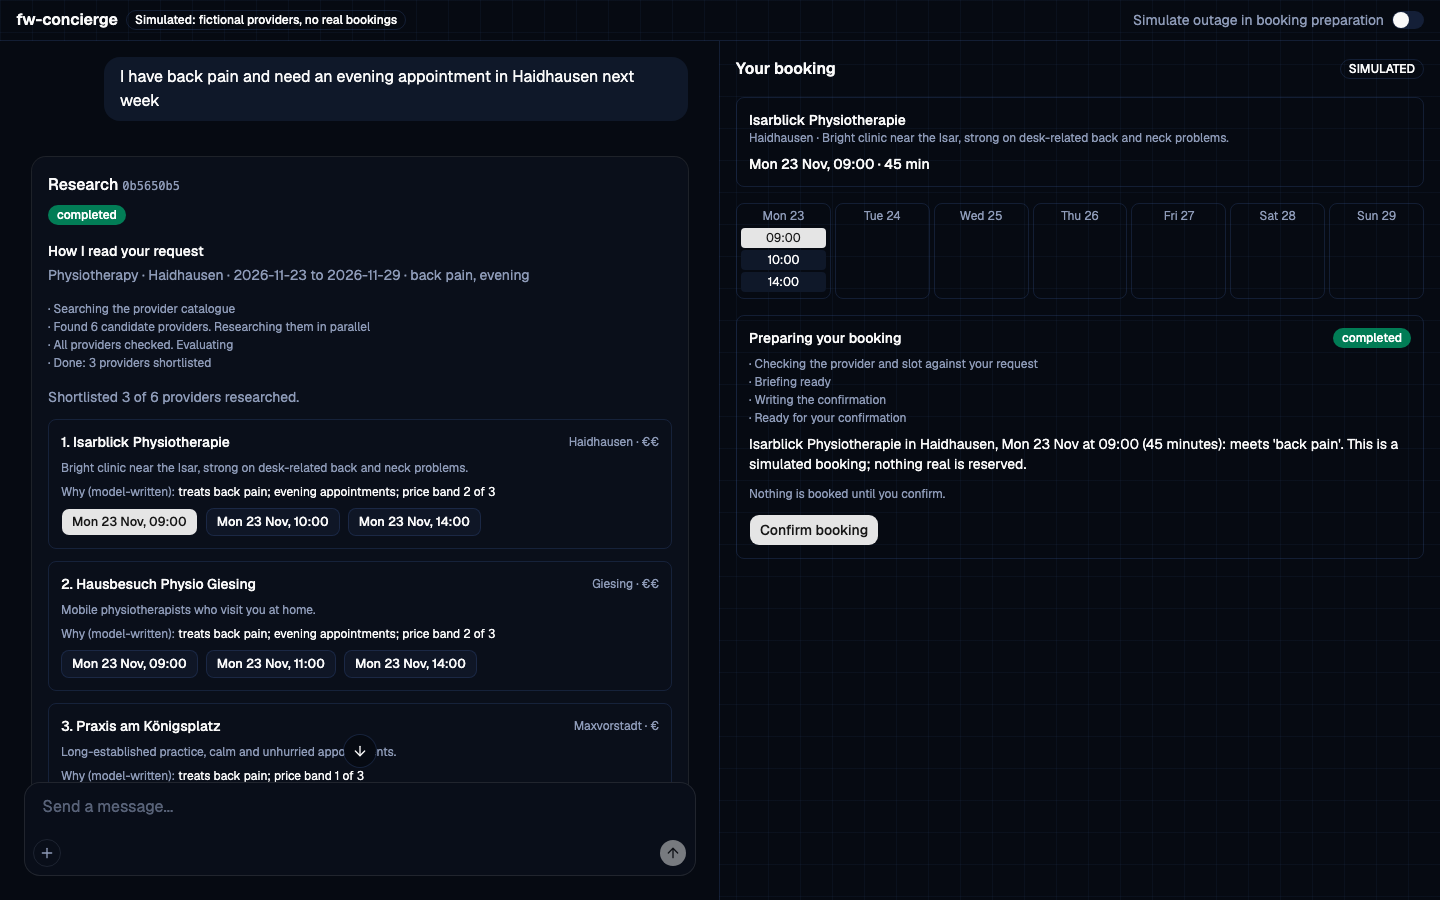 fw-concierge
Simulated: fictional providers, no real bookings
Simulate outage in booking preparation
I have back pain and need an evening appointment in Haidhausen next
week
Research 0b5650b5
completed
How I read your request
Physiotherapy · Haidhausen · 2026-11-23 to 2026-11-29 · back pain, evening
· Searching the provider catalogue
· Found 6 candidate providers. Researching them in parallel
· All providers checked. Evaluating
· Done: 3 providers shortlisted
Shortlisted 3 of 6 providers researched.
1. Isarblick Physiotherapie
Haidhausen · €€
Bright clinic near the Isar, strong on desk-related back and neck problems.
Why (model-written): treats back pain; evening appointments; price band 2 of 3
Mon 23 Nov, 09:00
Mon 23 Nov, 10:00
Mon 23 Nov, 14:00
2. Hausbesuch Physio Giesing
Giesing · €€
Mobile physiotherapists who visit you at home.
Why (model-written): treats back pain; evening appointments; price band 2 of 3
Mon 23 Nov, 09:00
Mon 23 Nov, 11:00
Mon 23 Nov, 14:00
3. Praxis am Königsplatz
Maxvorstadt · €
Long-established practice, calm and unhurried
Why (model-written): treats back pain; price band 1 of 3
Send a message...
Your booking
SIMULATED
Isarblick Physiotherapie
Haidhausen · Bright clinic near the Isar, strong on desk-related back and neck problems.
Mon 23 Nov, 09:00 · 45 min
Mon 23
Tue 24
Wed 25
Thu 26
Fri 27
Sat 28
Sun 29
09:00
10:00
14:00
Preparing your booking
completed
· Checking the provider and slot against your request
· Briefing ready
· Writing the confirmation
· Ready for your confirmation
Isarblick Physiotherapie in Haidhausen, Mon 23 Nov at 09:00 (45 minutes): meets 'back pain'. This is a
simulated booking; nothing real is reserved.
Nothing is booked until you confirm.
Confirm booking